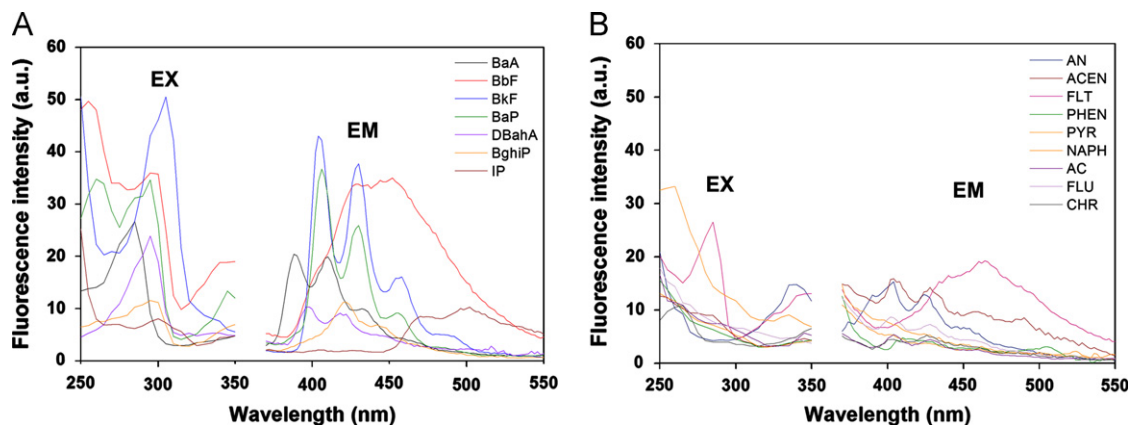 A
60
50
40
30
20
10
0
Fluorescence intensity (a.u.)
EX
EM
BaA
BbF
BkF
BaP
DBahA
BghiP
IP
250 300 350 400 450 500 550
Wavelength (nm)
B
60
50
40
30
20
10
0
Fluorescence intensity (a.u.)
EX
EM
AN
ACEN
FLT
PHEN
PYR
NAPH
AC
FLU
CHR
250 300 350 400 450 500 550
Wavelength (nm)